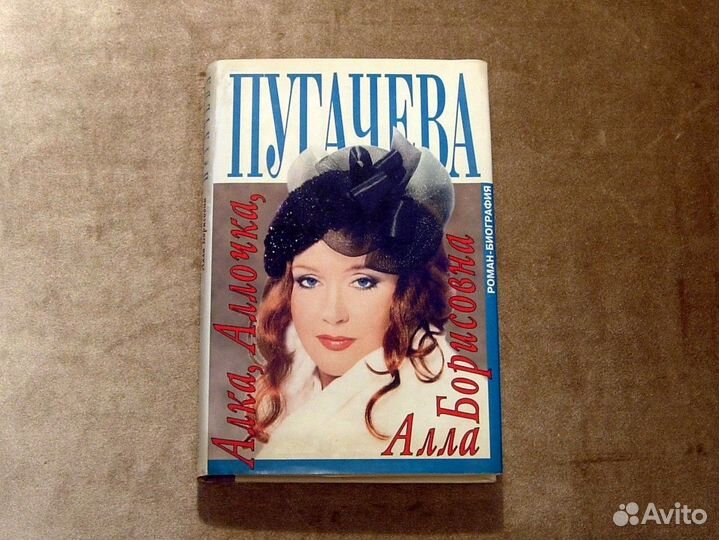 ПУГАЧЕВА
Алка, Аллочка,
Алла
Борисовна
РОМАН-БИОГРАФИЯ
Avito